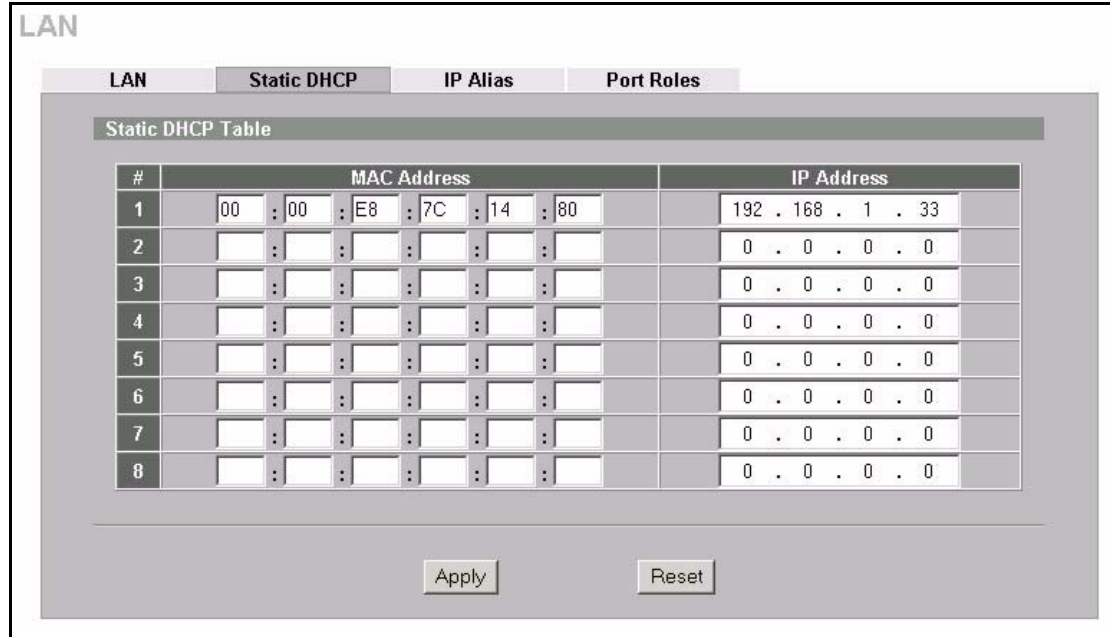 LAN
LAN Static DHCP IP Alias Port Roles
Static DHCP Table
# MAC Address IP Address
1 00 : 00 : E8 : 7C : 14 : 80 192 . 168 . 1 . 33
2 : : : : : 0 . 0 . 0 . 0
3 : : : : : 0 . 0 . 0 . 0
4 : : : : : 0 . 0 . 0 . 0
5 : : : : : 0 . 0 . 0 . 0
6 : : : : : 0 . 0 . 0 . 0
7 : : : : : 0 . 0 . 0 . 0
8 : : : : : 0 . 0 . 0 . 0
Apply Reset